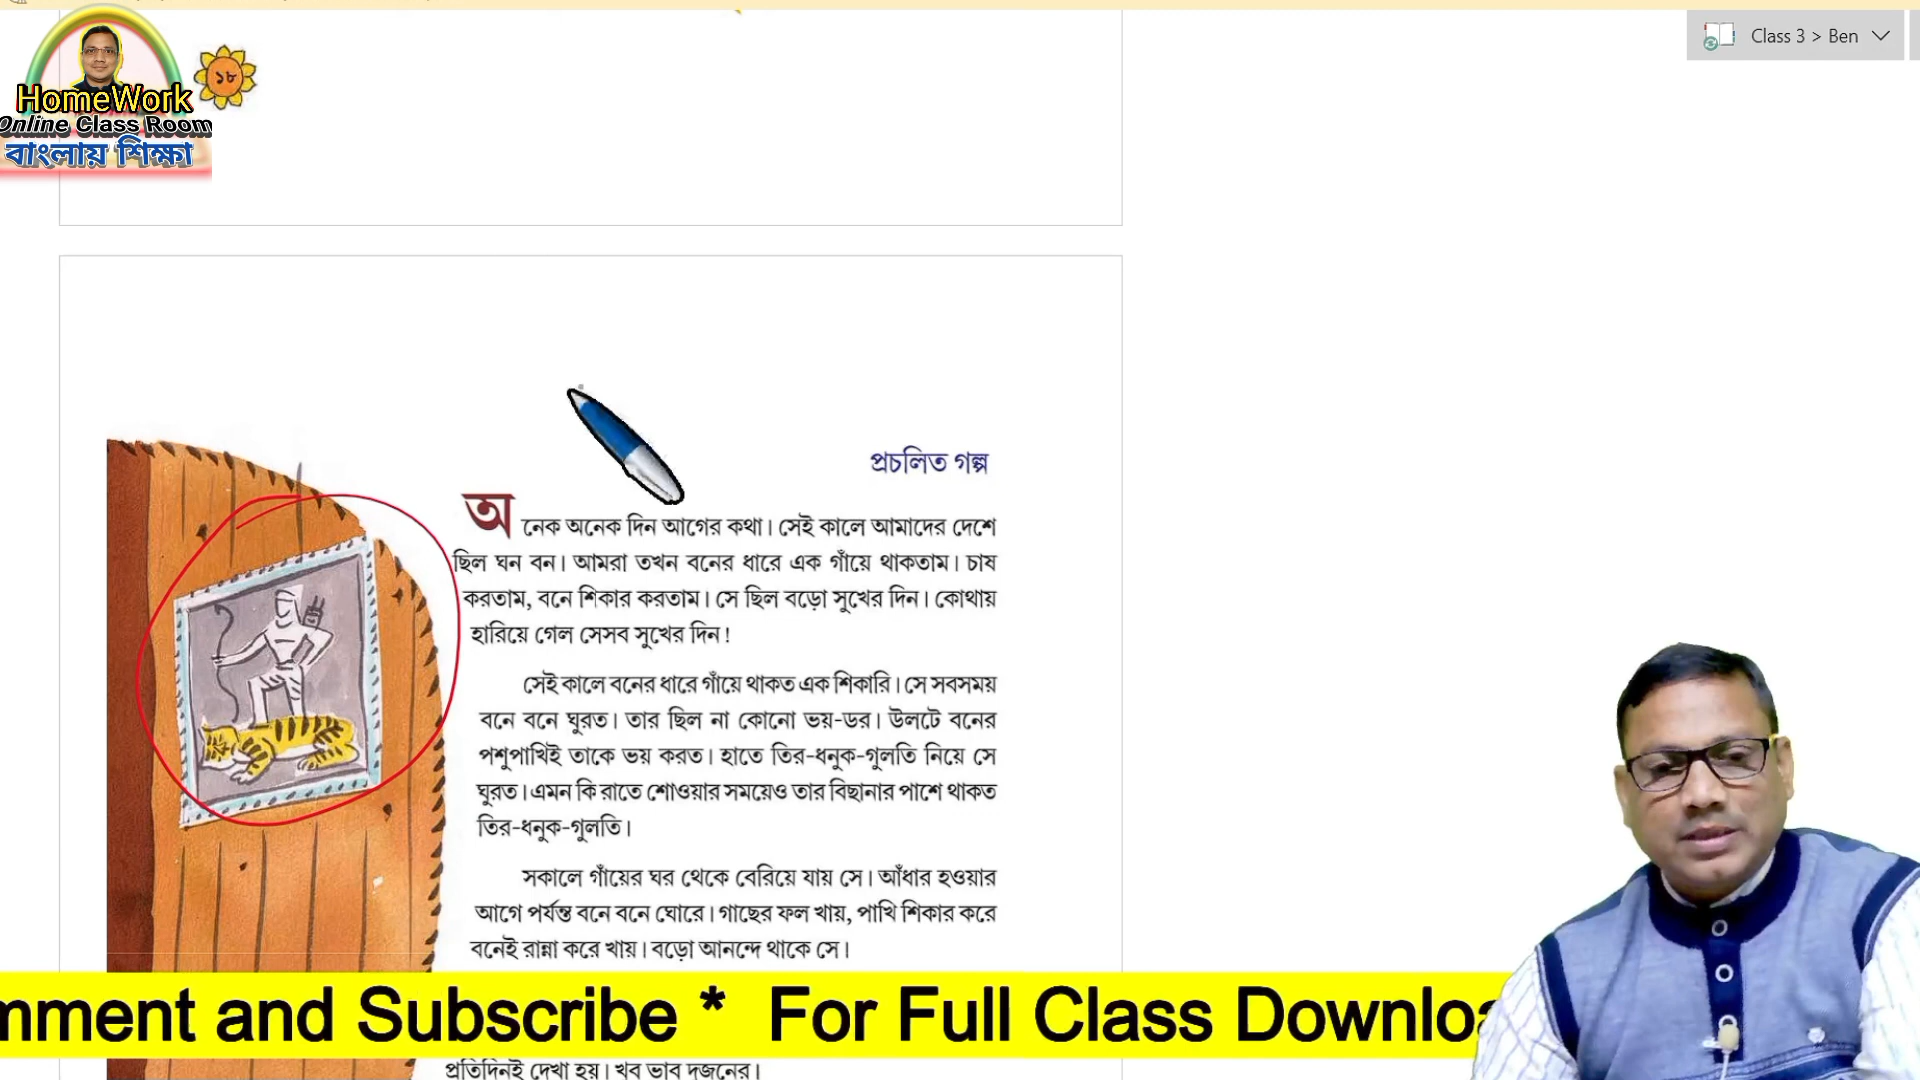 Class 3 > Ben
১৮
HomeWork
Online Class Room
বাংলায় শিক্ষা
প্রচলিত গল্প
অনেক অনেক দিন আগের কথা। সেই কালে আমাদের দেশে
ছিল ঘন বন। আমরা তখন বনের ধারে এক গাঁয়ে থাকতাম। চাষ
করতাম, বনে শিকার করতাম। সে ছিল বড়ো সুখের দিন। কোথায়
হারিয়ে গেল সেসব সুখের দিন!
সেই কালে বনের ধারে গাঁয়ে থাকত এক শিকারি। সে সবসময়
বনে বনে ঘুরত। তার ছিল না কোনো ভয়-ডর। উলটে বনের
পশুপাখিই তাকে ভয় করত। হাতে তির-ধনুক-গুলতি নিয়ে সে
ঘুরত। এমন কি রাতে শোওয়ার সময়েও তার বিছানার পাশে থাকত
তির-ধনুক-গুলতি।
সকালে গাঁয়ের ঘর থেকে বেরিয়ে যায় সে। আঁধার হওয়ার
আগে পর্যন্ত বনে বনে ঘোরে। গাছের ফল খায়, পাখি শিকার করে
বনেই রান্না করে খায়। বড়ো আনন্দে থাকে সে।
mment and Subscribe * For Full Class Downlo
প্রতিদিনই দেখা হয়। খুব ভাব দুজনের।